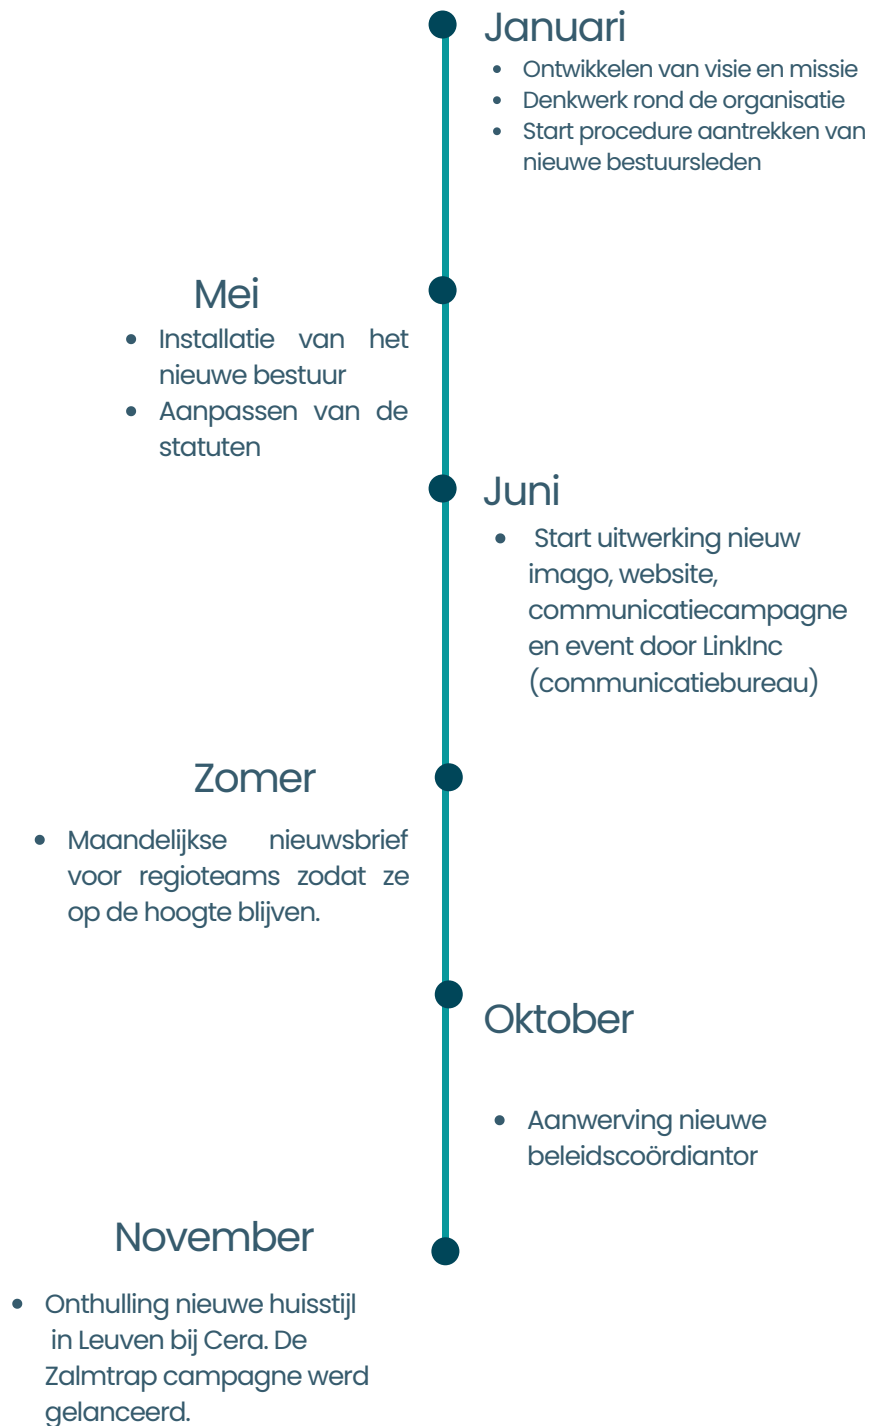 Januari
• Ontwikkelen van visie en missie
• Denkwerk rond de organisatie
• Start procedure aantrekken van
nieuwe bestuursleden
Mei
• Installatie van het
nieuwe bestuur
• Aanpassen van de
statuten
Juni
• Start uitwerking nieuw
imago, website,
communicatiecampagne
en event door LinkInc
(communicatiebureau)
Zomer
• Maandelijkse nieuwsbrief
voor regioteams zodat ze
op de hoogte blijven.
Oktober
• Aanwerving nieuwe
beleidscoördiantor
November
• Onthulling nieuwe huisstijl
in Leuven bij Cera. De
Zalmtrap campagne werd
gelanceerd.